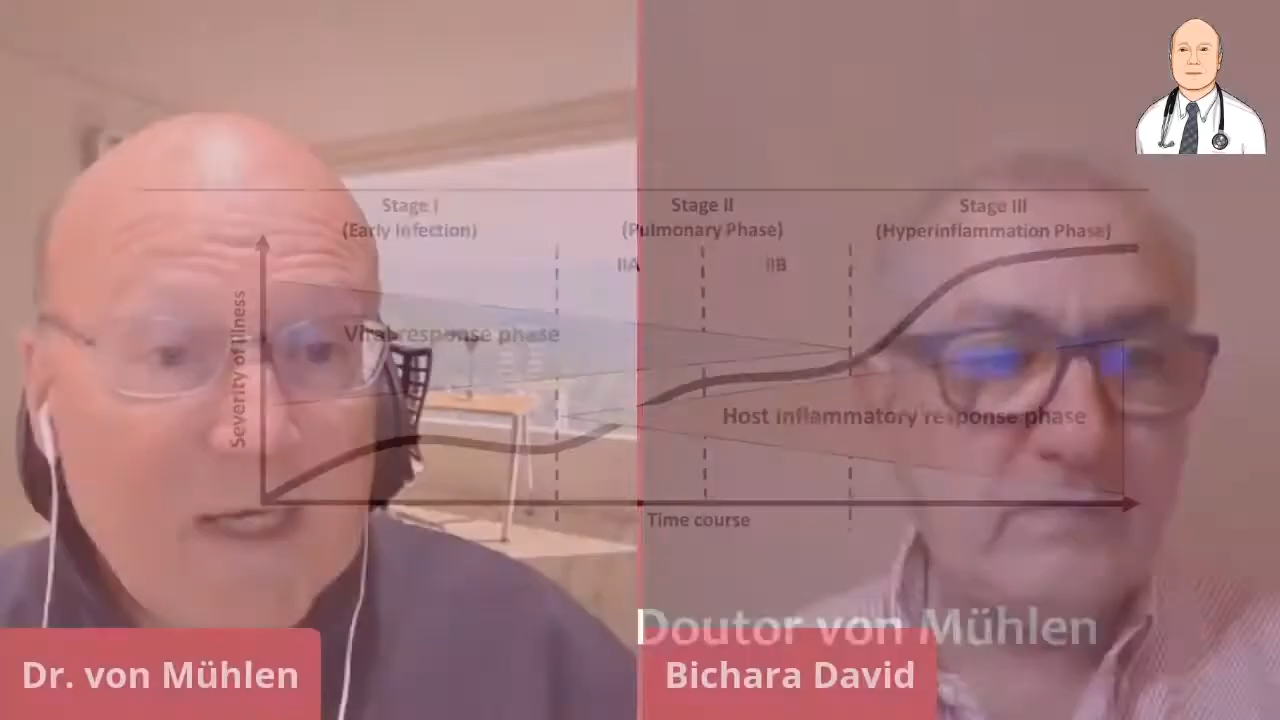 Stage I
(Early Infection)
Stage II
(Pulmonary Phase)
Stage III
(Hyperinflammation Phase)
IIA
IIB
Viral response phase
Severity of Illness
Host Inflammatory response phase
Time course
Doutor von Mühlen
Dr. von Mühlen
Bichara David